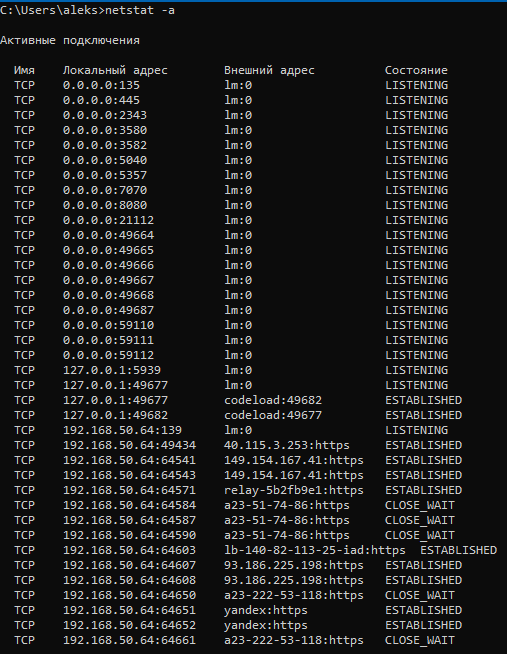 C:\Users\aleks>netstat -a
Активные подключения
Имя Локальный адрес Внешний адрес Состояние
TCP 0.0.0.0:135 lm:0 LISTENING
TCP 0.0.0.0:445 lm:0 LISTENING
TCP 0.0.0.0:2343 lm:0 LISTENING
TCP 0.0.0.0:3580 lm:0 LISTENING
TCP 0.0.0.0:3582 lm:0 LISTENING
TCP 0.0.0.0:5040 lm:0 LISTENING
TCP 0.0.0.0:5357 lm:0 LISTENING
TCP 0.0.0.0:7070 lm:0 LISTENING
TCP 0.0.0.0:8080 lm:0 LISTENING
TCP 0.0.0.0:21112 lm:0 LISTENING
TCP 0.0.0.0:49664 lm:0 LISTENING
TCP 0.0.0.0:49665 lm:0 LISTENING
TCP 0.0.0.0:49666 lm:0 LISTENING
TCP 0.0.0.0:49667 lm:0 LISTENING
TCP 0.0.0.0:49668 lm:0 LISTENING
TCP 0.0.0.0:49687 lm:0 LISTENING
TCP 0.0.0.0:59110 lm:0 LISTENING
TCP 0.0.0.0:59111 lm:0 LISTENING
TCP 0.0.0.0:59112 lm:0 LISTENING
TCP 127.0.0.1:5939 lm:0 LISTENING
TCP 127.0.0.1:49677 lm:0 LISTENING
TCP 127.0.0.1:49677 codeload:49682 ESTABLISHED
TCP 127.0.0.1:49682 codeload:49677 ESTABLISHED
TCP 192.168.50.64:139 lm:0 LISTENING
TCP 192.168.50.64:49434 40.115.3.253:https ESTABLISHED
TCP 192.168.50.64:64541 149.154.167.41:https ESTABLISHED
TCP 192.168.50.64:64543 149.154.167.41:https ESTABLISHED
TCP 192.168.50.64:64571 relay-5b2fb9e1:https ESTABLISHED
TCP 192.168.50.64:64584 a23-51-74-86:https CLOSE_WAIT
TCP 192.168.50.64:64587 a23-51-74-86:https CLOSE_WAIT
TCP 192.168.50.64:64590 a23-51-74-86:https CLOSE_WAIT
TCP 192.168.50.64:64603 lb-140-82-113-25-iad:https ESTABLISHED
TCP 192.168.50.64:64607 93.186.225.198:https ESTABLISHED
TCP 192.168.50.64:64608 93.186.225.198:https ESTABLISHED
TCP 192.168.50.64:64650 a23-222-53-118:https CLOSE_WAIT
TCP 192.168.50.64:64651 yandex:https ESTABLISHED
TCP 192.168.50.64:64652 yandex:https ESTABLISHED
TCP 192.168.50.64:64661 a23-222-53-118:https CLOSE_WAIT